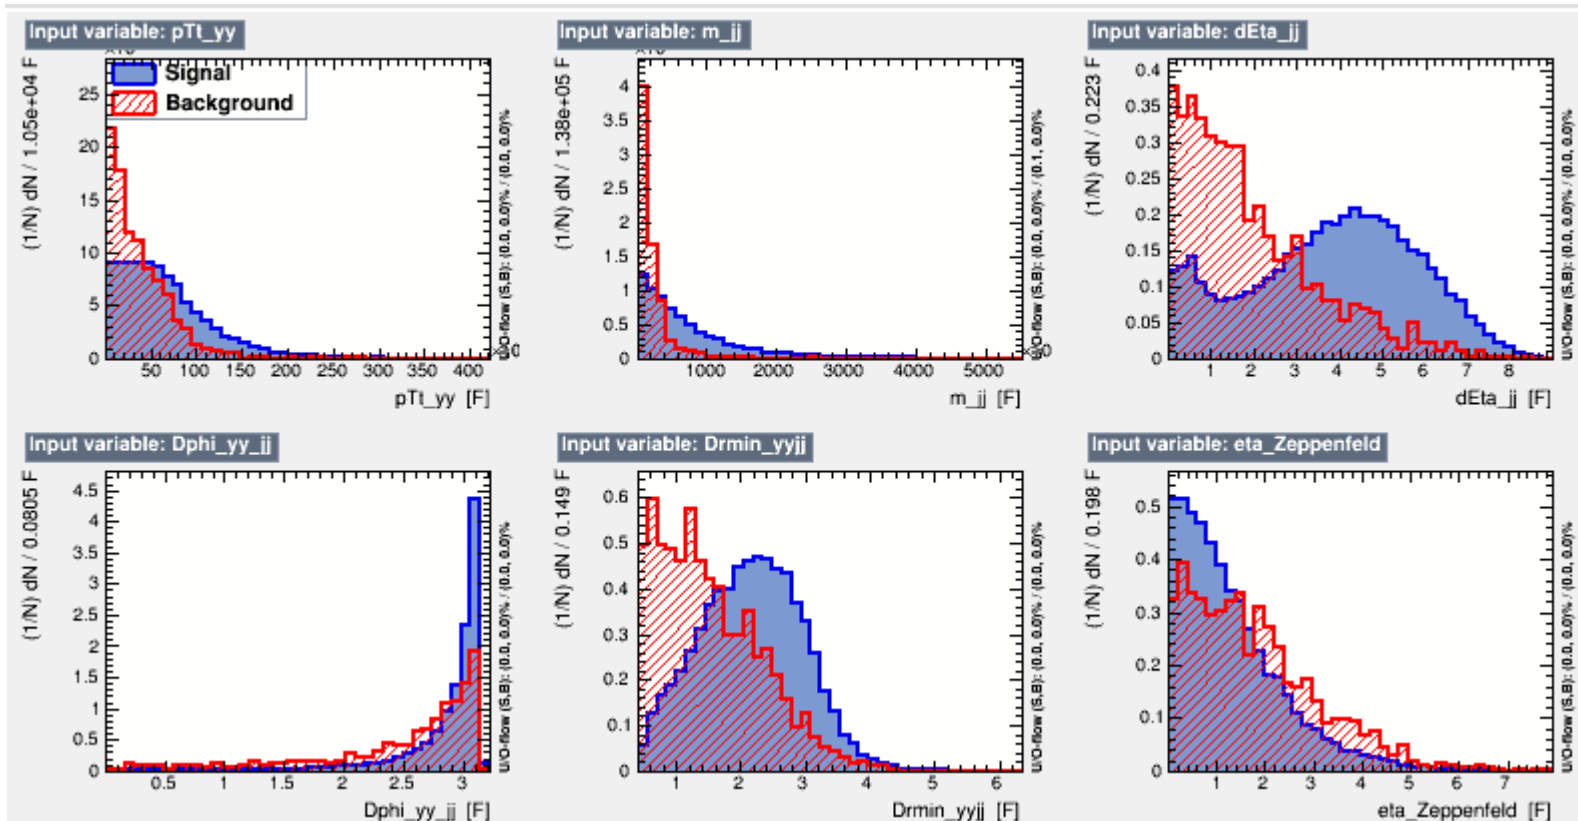 Input variable: pTt_yy
Signal
Background
(1/N) dN / 1.05e+04 F
25
20
15
10
5
0
50 100 150 200 250 300 350 400
pTt_yy [F]
U/O-flow (S,B): (0.0, 0.0)% / (0.0, 0.0)%
Input variable: m_jj
(1/N) dN / 1.38e+05 F
4
3.5
3
2.5
2
1.5
1
0.5
0
1000 2000 3000 4000 5000
m_jj [F]
U/O-flow (S,B): (0.0, 0.0)% / (0.1, 0.0)%
Input variable: dEta_jj
(1/N) dN / 0.223 F
0.4
0.35
0.3
0.25
0.2
0.15
0.1
0.05
0
1 2 3 4 5 6 7 8
dEta_jj [F]
U/O-flow (S,B): (0.0, 0.0)% / (0.0, 0.0)%
Input variable: Dphi_yy_jj
(1/N) dN / 0.0805 F
4.5
4
3.5
3
2.5
2
1.5
1
0.5
0
0.5 1 1.5 2 2.5 3
Dphi_yy_jj [F]
U/O-flow (S,B): (0.0, 0.0)% / (0.0, 0.0)%
Input variable: Drmin_yyjj
(1/N) dN / 0.149 F
0.6
0.5
0.4
0.3
0.2
0.1
0
1 2 3 4 5 6
Drmin_yyjj [F]
U/O-flow (S,B): (0.0, 0.0)% / (0.0, 0.0)%
Input variable: eta_Zeppenfeld
(1/N) dN / 0.198 F
0.5
0.4
0.3
0.2
0.1
0
1 2 3 4 5 6 7
eta_Zeppenfeld [F]
U/O-flow (S,B): (0.0, 0.0)% / (0.0, 0.0)%